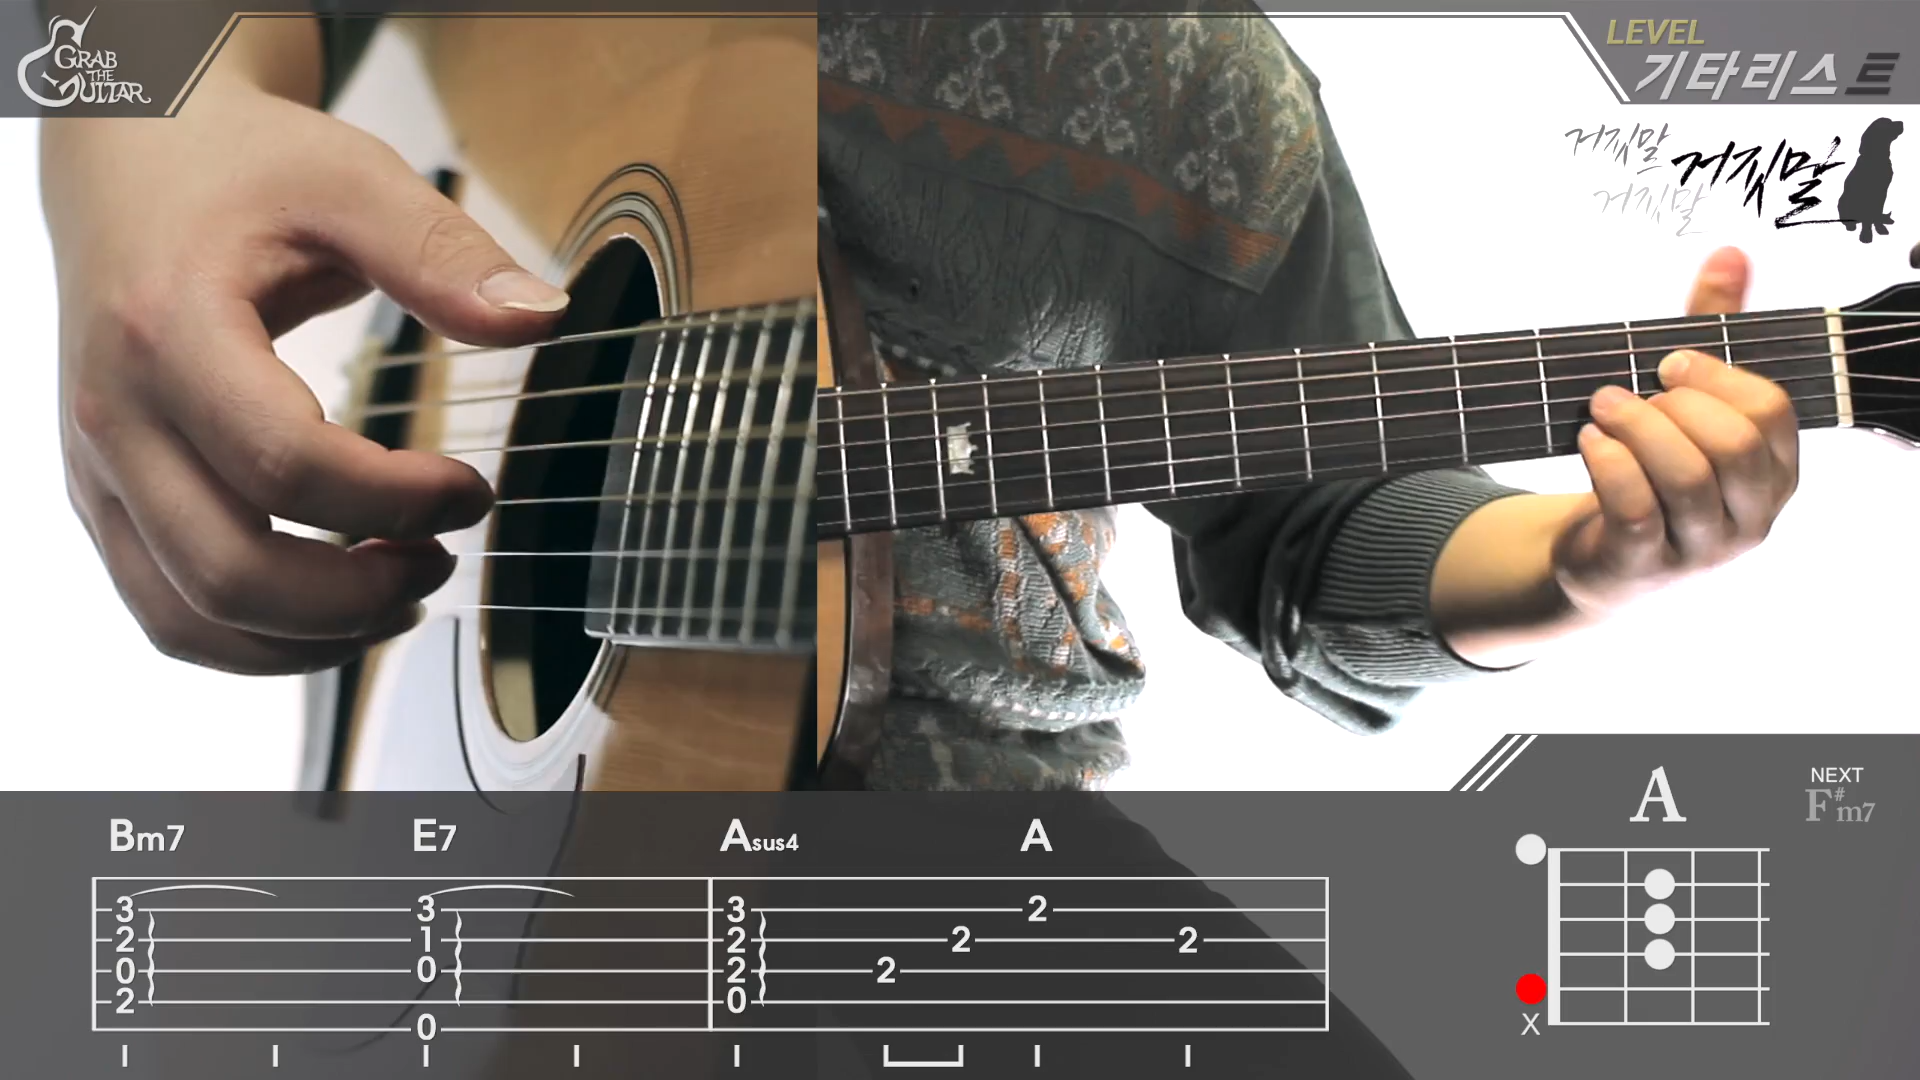 GRAB
THE
GUITAR
LEVEL
기타리스트
거짓말
거짓말
거짓말
Bm7 E7 Asus4 A
3 3 3 2
2 1 2 2 2
0 0 2 2
2 0
0
A
NEXT
F#m7
X